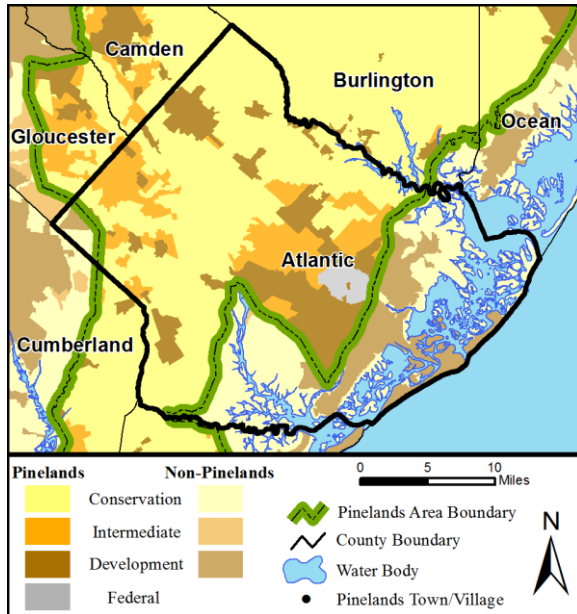 Camden
Burlington
Ocean
Gloucester
Atlantic
Cumberland
Pinelands Non-Pinelands
Conservation
Intermediate
Development
Federal
0 5 10
Miles
Pinelands Area Boundary
County Boundary
Water Body
Pinelands Town/Village
N